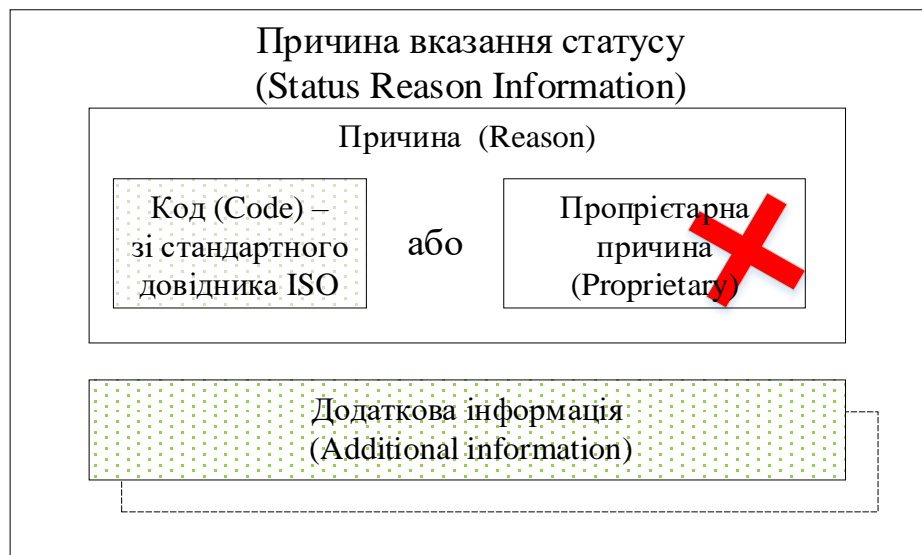 Причина вказання статусу
(Status Reason Information)
Причина (Reason)
Код (Code) –
зі стандартного
довідника ISO
або
Пропрієтарна
причина
(Proprietary)
Додаткова інформація
(Additional information)